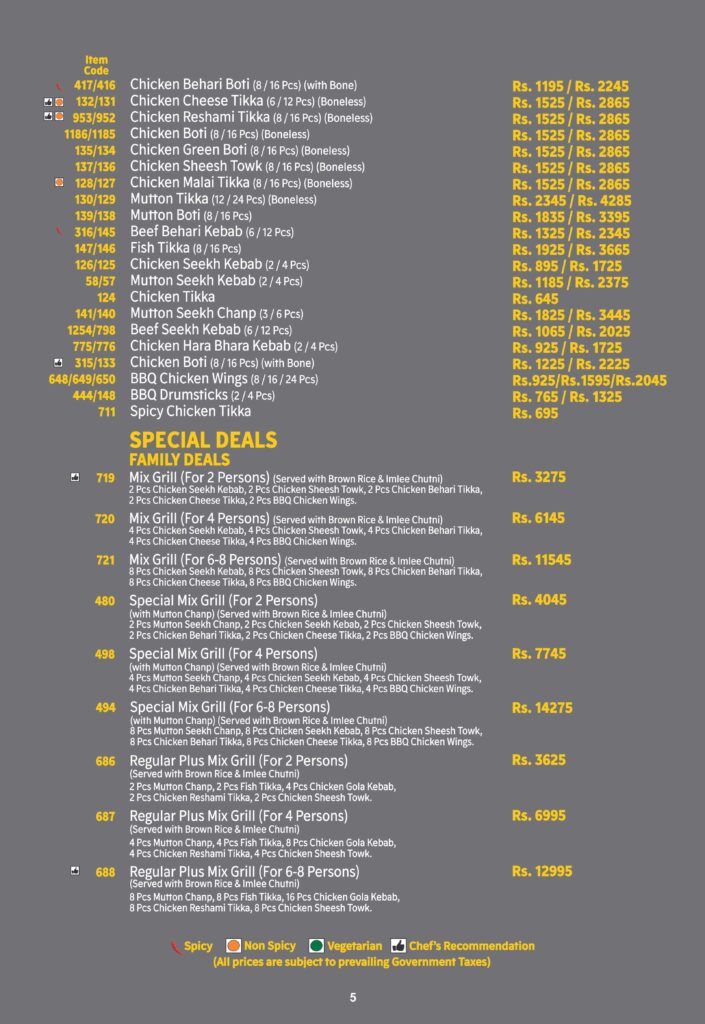 Item
Code
417/416 Chicken Behari Boti (8 / 16 Pcs) (with Bone) Rs. 1195 / Rs. 2245
132/131 Chicken Cheese Tikka (6 / 12 Pcs) (Boneless) Rs. 1525 / Rs. 2865
953/952 Chicken Reshami Tikka (8 / 16 Pcs) (Boneless) Rs. 1525 / Rs. 2865
1186/1185 Chicken Boti (8 / 16 Pcs) (Boneless) Rs. 1525 / Rs. 2865
135/134 Chicken Green Boti (8 / 16 Pcs) (Boneless) Rs. 1525 / Rs. 2865
137/136 Chicken Sheesh Towk (8 / 16 Pcs) (Boneless) Rs. 1525 / Rs. 2865
128/127 Chicken Malai Tikka (8 / 16 Pcs) (Boneless) Rs. 1525 / Rs. 2865
130/129 Mutton Tikka (12 / 24 Pcs) (Boneless) Rs. 2345 / Rs. 4285
139/138 Mutton Boti (8 / 16 Pcs) Rs. 1835 / Rs. 3395
316/145 Beef Behari Kebab (6 / 12 Pcs) Rs. 1325 / Rs. 2345
147/146 Fish Tikka (8 / 16 Pcs) Rs. 1925 / Rs. 3665
126/125 Chicken Seekh Kebab (2 / 4 Pcs) Rs. 895 / Rs. 1725
58/57 Mutton Seekh Kebab (2 / 4 Pcs) Rs. 1185 / Rs. 2375
124 Chicken Tikka Rs. 645
141/140 Mutton Seekh Chanp (3 / 6 Pcs) Rs. 1825 / Rs. 3445
1254/798 Beef Seekh Kebab (6 / 12 Pcs) Rs. 1065 / Rs. 2025
775/776 Chicken Hara Bhara Kebab (2 / 4 Pcs) Rs. 925 / Rs. 1725
315/133 Chicken Boti (8 / 16 Pcs) (with Bone) Rs. 1225 / Rs. 2225
648/649/650 BBQ Chicken Wings (8 / 16 / 24 Pcs) Rs.925/Rs.1595/Rs.2045
444/148 BBQ Drumsticks (2 / 4 Pcs) Rs. 765 / Rs. 1325
711 Spicy Chicken Tikka Rs. 695
SPECIAL DEALS
FAMILY DEALS
719 Mix Grill (For 2 Persons) (Served with Brown Rice & Imlee Chutni) Rs. 3275
2 Pcs Chicken Seekh Kebab, 2 Pcs Chicken Sheesh Towk, 2 Pcs Chicken Behari Tikka,
2 Pcs Chicken Cheese Tikka, 2 Pcs BBQ Chicken Wings.
720 Mix Grill (For 4 Persons) (Served with Brown Rice & Imlee Chutni) Rs. 6145
4 Pcs Chicken Seekh Kebab, 4 Pcs Chicken Sheesh Towk, 4 Pcs Chicken Behari Tikka,
4 Pcs Chicken Cheese Tikka, 4 Pcs BBQ Chicken Wings.
721 Mix Grill (For 6-8 Persons) (Served with Brown Rice & Imlee Chutni) Rs. 11545
8 Pcs Chicken Seekh Kebab, 8 Pcs Chicken Sheesh Towk, 8 Pcs Chicken Behari Tikka,
8 Pcs Chicken Cheese Tikka, 8 Pcs BBQ Chicken Wings.
480 Special Mix Grill (For 2 Persons) Rs. 4045
(with Mutton Chanp) (Served with Brown Rice & Imlee Chutni)
2 Pcs Mutton Seekh Chanp, 2 Pcs Chicken Seekh Kebab, 2 Pcs Chicken Sheesh Towk,
2 Pcs Chicken Behari Tikka, 2 Pcs Chicken Cheese Tikka, 2 Pcs BBQ Chicken Wings.
498 Special Mix Grill (For 4 Persons) Rs. 7745
(with Mutton Chanp) (Served with Brown Rice & Imlee Chutni)
4 Pcs Mutton Seekh Chanp, 4 Pcs Chicken Seekh Kebab, 4 Pcs Chicken Sheesh Towk,
4 Pcs Chicken Behari Tikka, 4 Pcs Chicken Cheese Tikka, 4 Pcs BBQ Chicken Wings.
494 Special Mix Grill (For 6-8 Persons) Rs. 14275
(with Mutton Chanp) (Served with Brown Rice & Imlee Chutni)
8 Pcs Mutton Seekh Chanp, 8 Pcs Chicken Seekh Kebab, 8 Pcs Chicken Sheesh Towk,
8 Pcs Chicken Behari Tikka, 8 Pcs Chicken Cheese Tikka, 8 Pcs BBQ Chicken Wings.
686 Regular Plus Mix Grill (For 2 Persons) Rs. 3625
(Served with Brown Rice & Imlee Chutni)
2 Pcs Mutton Chanp, 2 Pcs Fish Tikka, 4 Pcs Chicken Gola Kebab,
2 Pcs Chicken Reshami Tikka, 2 Pcs Chicken Sheesh Towk.
687 Regular Plus Mix Grill (For 4 Persons) Rs. 6995
(Served with Brown Rice & Imlee Chutni)
4 Pcs Mutton Chanp, 4 Pcs Fish Tikka, 8 Pcs Chicken Gola Kebab,
4 Pcs Chicken Reshami Tikka, 4 Pcs Chicken Sheesh Towk.
688 Regular Plus Mix Grill (For 6-8 Persons) Rs. 12995
(Served with Brown Rice & Imlee Chutni)
8 Pcs Mutton Chanp, 8 Pcs Fish Tikka, 16 Pcs Chicken Gola Kebab,
8 Pcs Chicken Reshami Tikka, 8 Pcs Chicken Sheesh Towk.
Spicy Non Spicy Vegetarian Chef's Recommendation
(All prices are subject to prevailing Government Taxes)
5